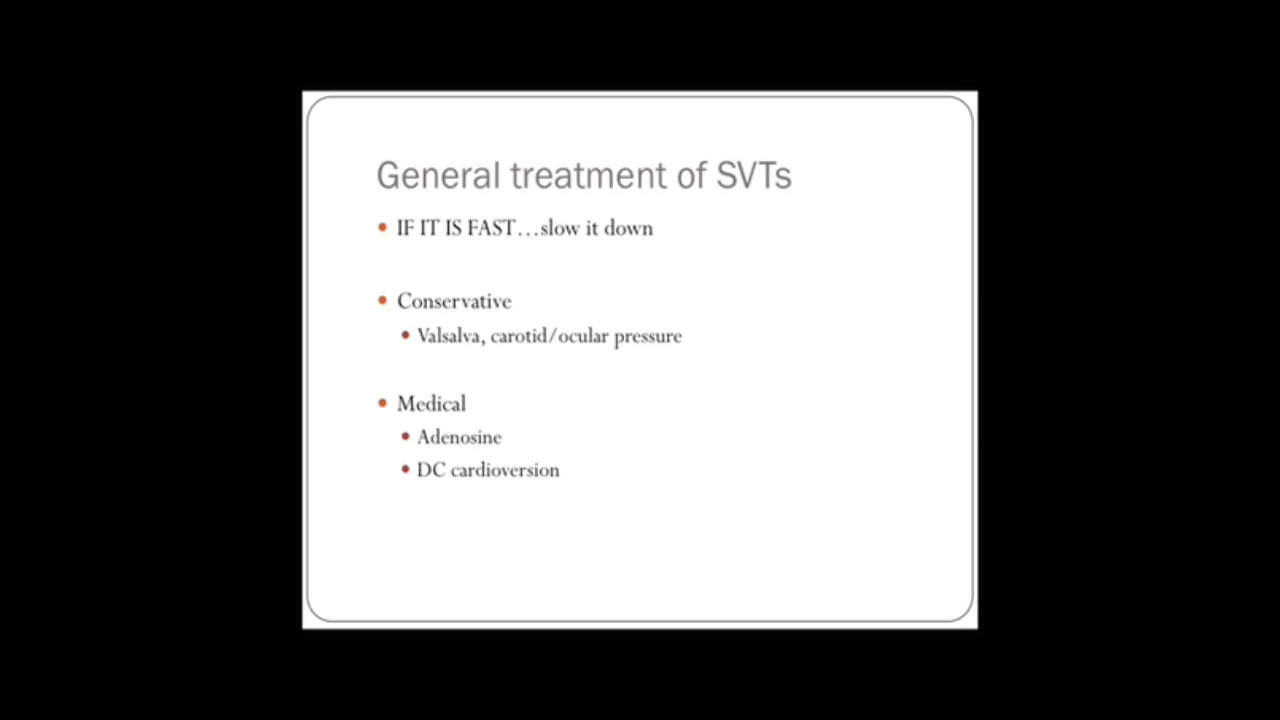 General treatment of SVTs
• IF IT IS FAST...slow it down
• Conservative
• Valsalva, carotid/ocular pressure
• Medical
• Adenosine
• DC cardioversion